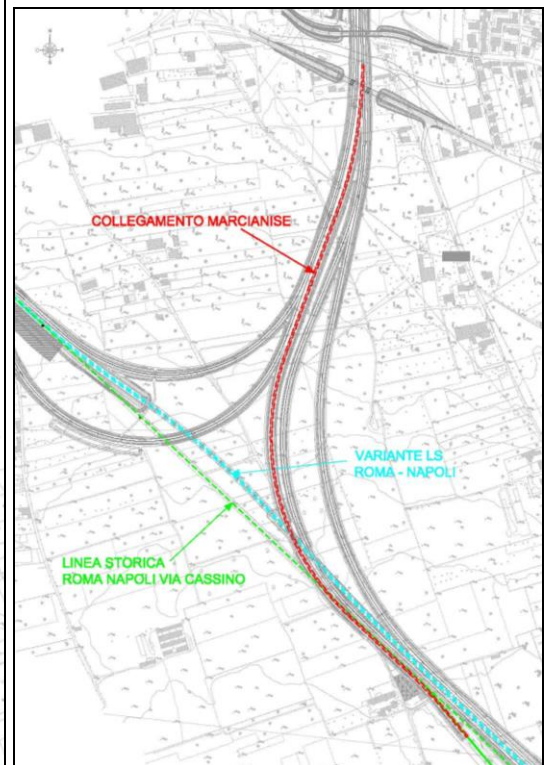 COLLEGAMENTO MARCIANISE
VARIANTE LS
ROMA - NAPOLI
LINEA STORICA
ROMA NAPOLI VIA CASSINO